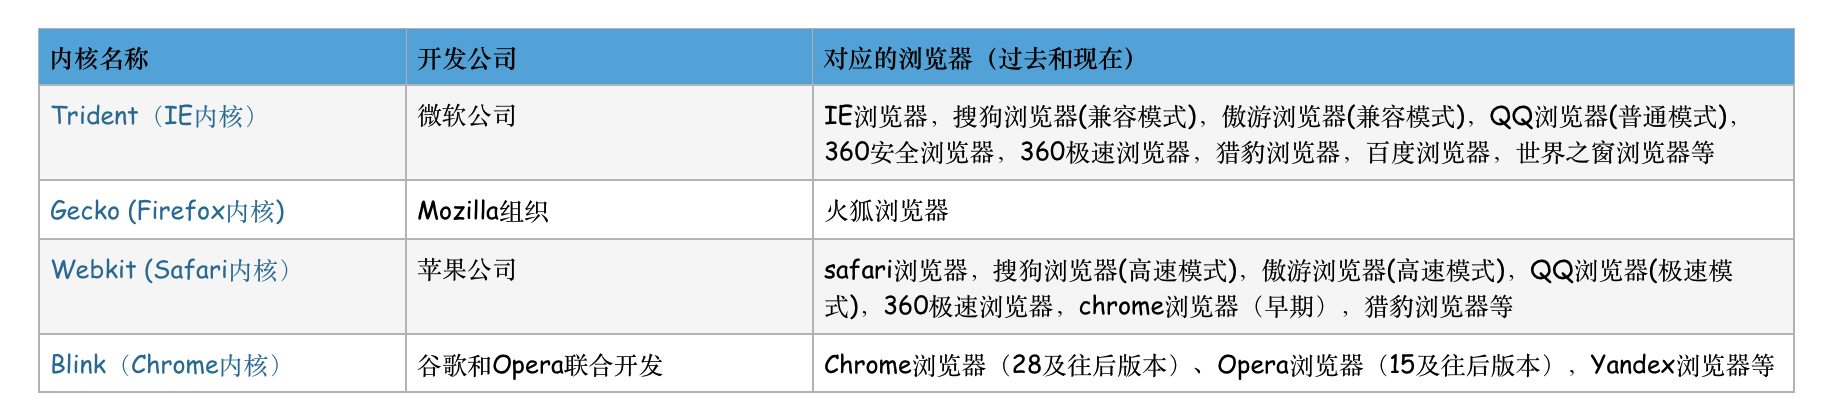 内核名称 开发公司 对应的浏览器（过去和现在）
Trident（IE内核） 微软公司 IE浏览器，搜狗浏览器(兼容模式)，傲游浏览器(兼容模式)，QQ浏览器(普通模式)，
360安全浏览器，360极速浏览器，猎豹浏览器，百度浏览器，世界之窗浏览器等
Gecko (Firefox内核) Mozilla组织 火狐浏览器
Webkit (Safari内核） 苹果公司 safari浏览器，搜狗浏览器(高速模式)，傲游浏览器(高速模式)，QQ浏览器(极速模
式)，360极速浏览器，chrome浏览器（早期），猎豹浏览器等
Blink（Chrome内核） 谷歌和Opera联合开发 Chrome浏览器（28及往后版本）、Opera浏览器（15及往后版本），Yandex浏览器等